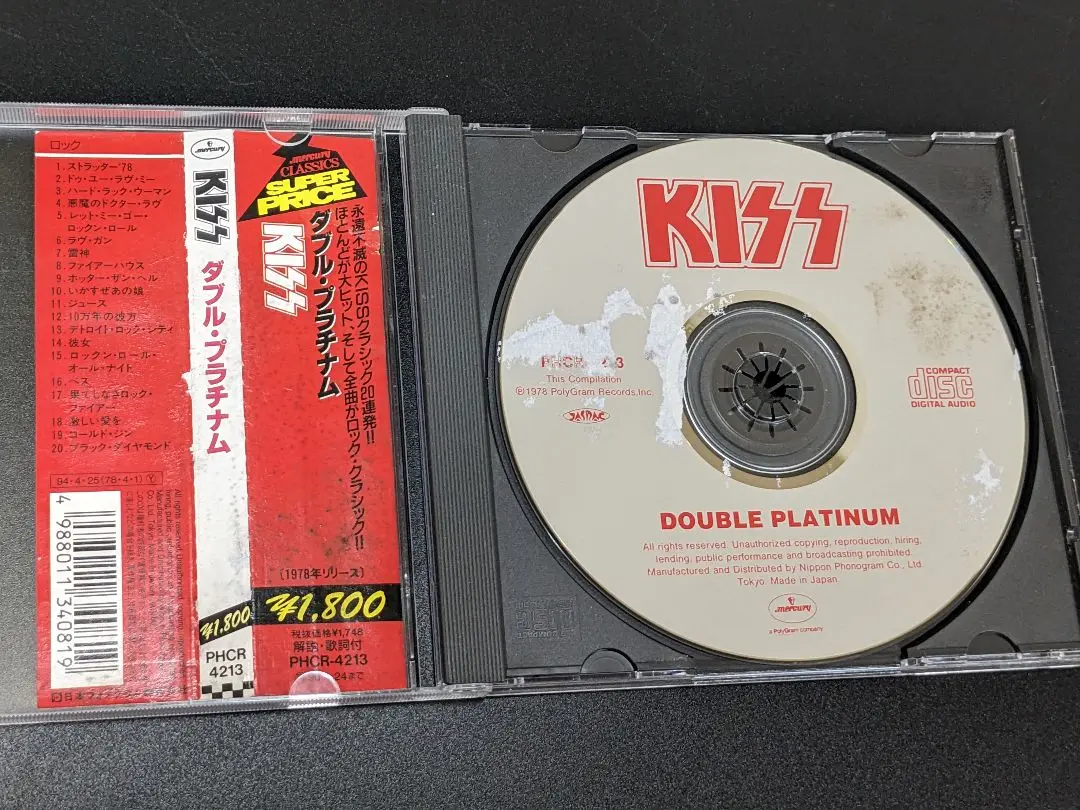 ロック
1. ストラッター'78
2. ドゥ・ユー・ラヴ・ミー
3. ハード・ラック・ウーマン
4. 悪魔のドクター・ラヴ
5. レット・ミー・ゴー・
ロックン・ロール
6. ラヴ・ガン
7. 雷神
8. ファイアーハウス
9. ホッター・ザン・ヘル
10. いかすぜあの娘
11. ジュース
12. 10万年の彼方
13. デトロイト・ロック・シティ
14. 彼女
15. ロックン・ロール・
オール・ナイト
16. ベス
17. 果てしなきロック・
ファイアー
18. 激しい愛を
19. コールド・ジン
20. ブラック・ダイヤモンド
94・4・25(78・4・1) Y
4 988011 340819
mercury
KISS
ダブル・プラチナム
¥1,800
PHCR
4213
mercury
CLASSICS
SUPER
PRICE
KISS
ダブル・プラチナム
永遠不滅のKISSクラシック20連発!!
ほとんどが大ヒット、そして全曲がロック・クラシック!!
(1978年リリース)
¥1,800
税抜価格¥1,748
解説・歌詞付
PHCR-4213
24まで
KISS
PHCR
3
This Compilation
Ⓟ1978 PolyGram Records, Inc.
JASRAC
COMPACT
disc
DIGITAL AUDIO
DOUBLE PLATINUM
All rights reserved. Unauthorized copying, reproduction, hiring,
lending, public performance and broadcasting prohibited.
Manufactured and Distributed by Nippon Phonogram Co., Ltd.
Tokyo. Made in Japan.
mercury
a PolyGram company